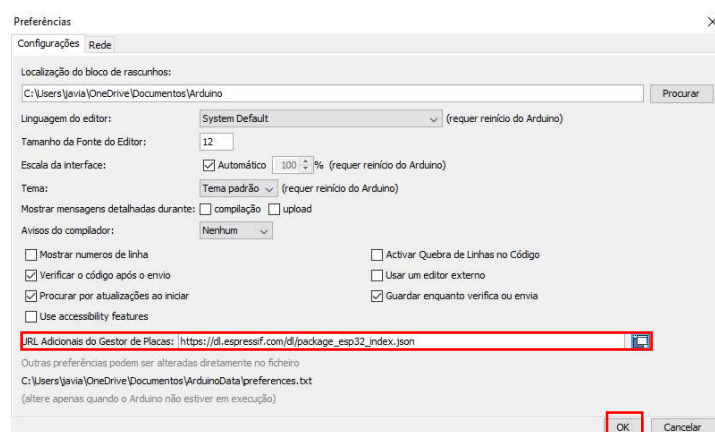 Preferências
Configurações Rede
Localização do bloco de rascunhos:
C:\Users\javia\OneDrive\Documentos\Arduino Procurar
Linguagem do editor: System Default (requer reinício do Arduino)
Tamanho da Fonte do Editor: 12
Escala da interface: Automático 100 % (requer reinício do Arduino)
Tema: Tema padrão (requer reinício do Arduino)
Mostrar mensagens detalhadas durante: compilação upload
Avisos do compilador: Nenhum
Mostrar numeros de linha Activar Quebra de Linhas no Código
Verificar o código após o envio Usar um editor externo
Procurar por atualizações ao iniciar Guardar enquanto verifica ou envia
Use accessibility features
URL Adicionais do Gestor de Placas: https://dl.espressif.com/dl/package_esp32_index.json
Outras preferências podem ser alteradas diretamente no ficheiro
C:\Users\javia\OneDrive\Documentos\ArduinoData\preferences.txt
(altere apenas quando o Arduino não estiver em execução)
OK Cancelar